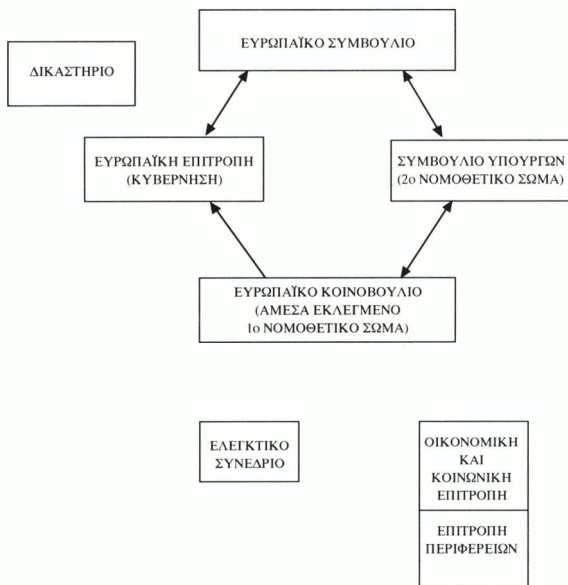 ΕΥΡΩΠΑΪΚΟ ΣΥΜΒΟΥΛΙΟ
ΔΙΚΑΣΤΗΡΙΟ
ΕΥΡΩΠΑΪΚΗ ΕΠΙΤΡΟΠΗ
(ΚΥΒΕΡΝΗΣΗ)
ΣΥΜΒΟΥΛΙΟ ΥΠΟΥΡΓΩΝ
(2ο ΝΟΜΟΘΕΤΙΚΟ ΣΩΜΑ)
ΕΥΡΩΠΑΪΚΟ ΚΟΙΝΟΒΟΥΛΙΟ
(ΑΜΕΣΑ ΕΚΛΕΓΜΕΝΟ
1ο ΝΟΜΟΘΕΤΙΚΟ ΣΩΜΑ)
ΕΛΕΓΚΤΙΚΟ
ΣΥΝΕΔΡΙΟ
ΟΙΚΟΝΟΜΙΚΗ
ΚΑΙ
ΚΟΙΝΩΝΙΚΗ
ΕΠΙΤΡΟΠΗ
ΕΠΙΤΡΟΠΗ
ΠΕΡΙΦΕΡΕΙΩΝ